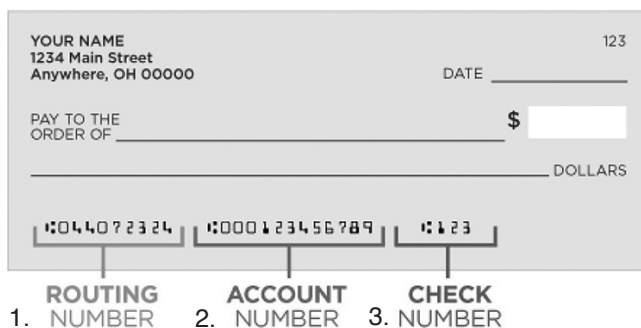 YOUR NAME 123
1234 Main Street
Anywhere, OH 00000
DATE
PAY TO THE
ORDER OF $
DOLLARS
⑆044072324 ⑆000123456789 ⑆123
ROUTING ACCOUNT CHECK
1. NUMBER 2. NUMBER 3. NUMBER